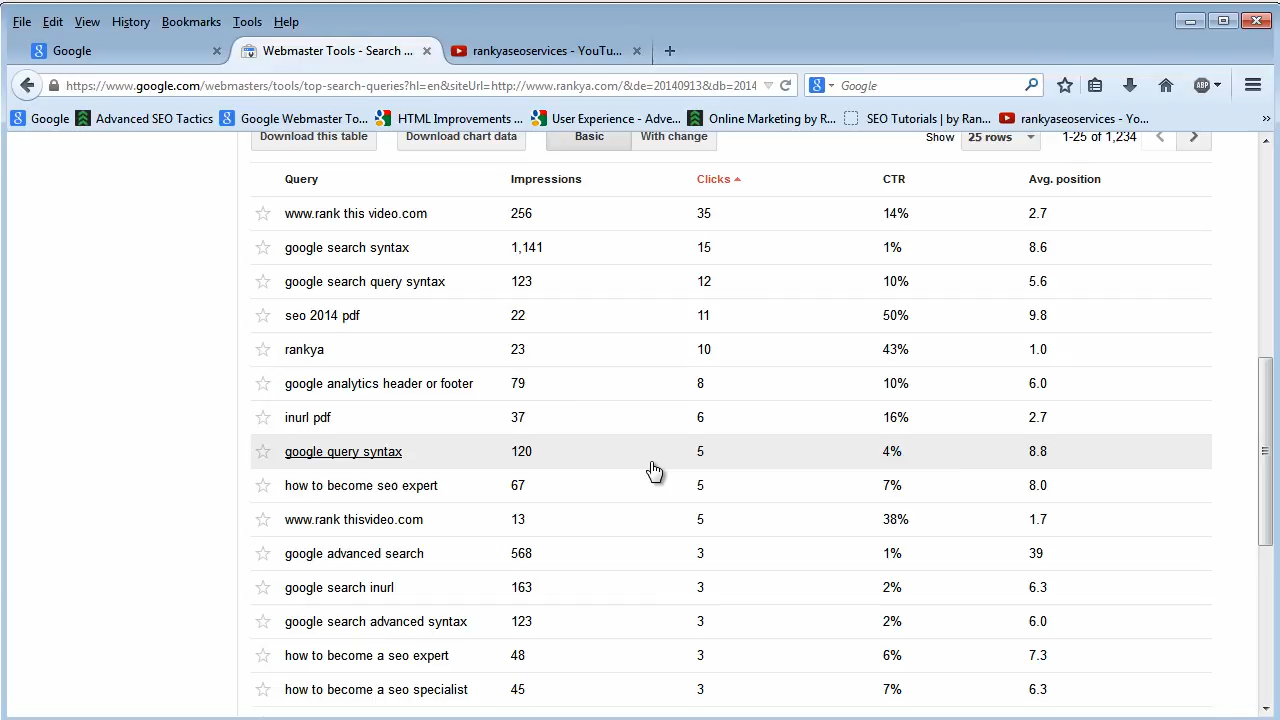 File Edit View History Bookmarks Tools Help
Google Webmaster Tools - Search ... rankyaseoservices - YouTu...
https://www.google.com/webmasters/tools/top-search-queries?hl=en&siteUrl=http://www.rankya.com/&de=20140913&db=2014 Google
Google Advanced SEO Tactics Google Webmaster To... HTML Improvements ... User Experience - Adve... Online Marketing by R... SEO Tutorials | by Ran... rankyaseoservices - Yo...
Download this table Download chart data Basic With change Show 25 rows 1-25 of 1,234
Query Impressions Clicks CTR Avg. position
www.rank this video.com 256 35 14% 2.7
google search syntax 1,141 15 1% 8.6
google search query syntax 123 12 10% 5.6
seo 2014 pdf 22 11 50% 9.8
rankya 23 10 43% 1.0
google analytics header or footer 79 8 10% 6.0
inurl pdf 37 6 16% 2.7
google query syntax 120 5 4% 8.8
how to become seo expert 67 5 7% 8.0
www.rank thisvideo.com 13 5 38% 1.7
google advanced search 568 3 1% 39
google search inurl 163 3 2% 6.3
google search advanced syntax 123 3 2% 6.0
how to become a seo expert 48 3 6% 7.3
how to become a seo specialist 45 3 7% 6.3